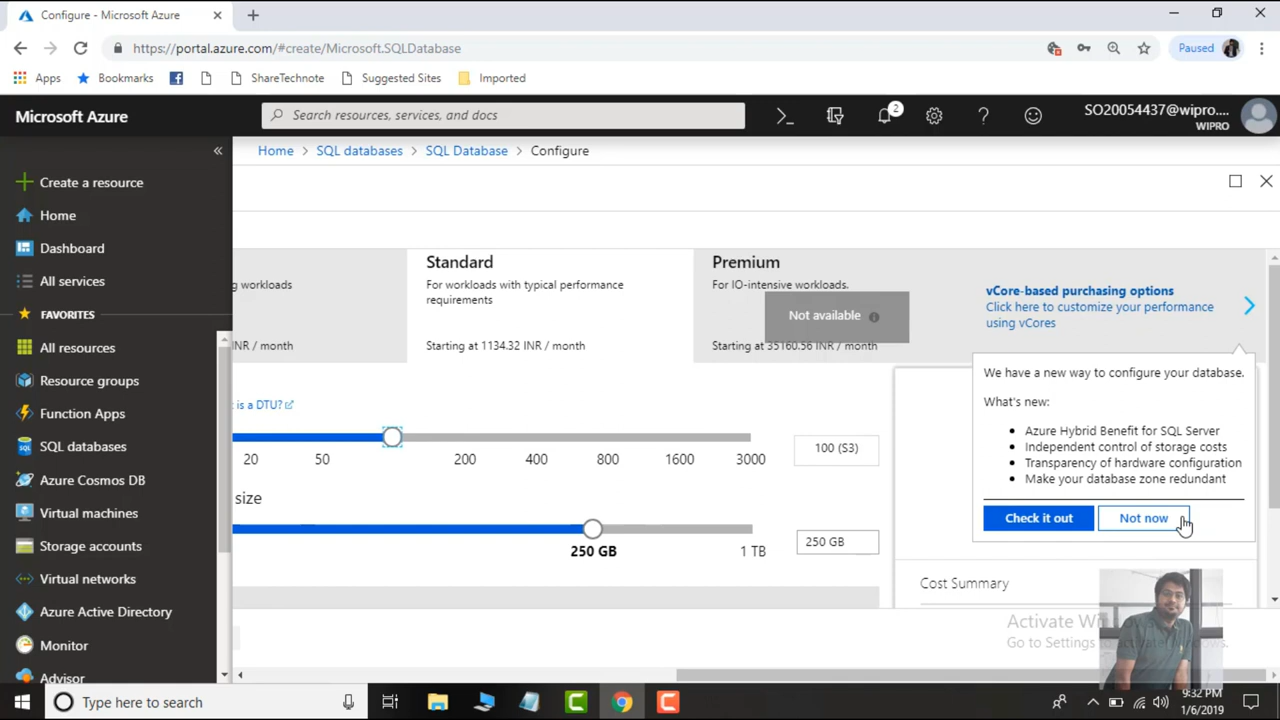 Configure - Microsoft Azure
https://portal.azure.com/#create/Microsoft.SQLDatabase
Paused
Apps
Bookmarks
ShareTechnote
Suggested Sites
Imported
Microsoft Azure
Search resources, services, and docs
2
SO20054437@wipro....
WIPRO
Home > SQL databases > SQL Database > Configure
Create a resource
Home
Dashboard
All services
FAVORITES
All resources
Resource groups
Function Apps
SQL databases
Azure Cosmos DB
Virtual machines
Storage accounts
Virtual networks
Azure Active Directory
Monitor
Advisor
workloads
INR / month
Standard
For workloads with typical performance
requirements
Starting at 1134.32 INR / month
Premium
For IO-intensive workloads.
Not available
Starting at 35160.56 INR / month
vCore-based purchasing options
Click here to customize your performance
using vCores
We have a new way to configure your database.
What's new:
• Azure Hybrid Benefit for SQL Server
• Independent control of storage costs
• Transparency of hardware configuration
• Make your database zone redundant
Check it out
Not now
is a DTU?
20 50 200 400 800 1600 3000
100 (S3)
size
250 GB
1 TB
250 GB
Cost Summary
Activate Wi
Go to Settings to activate Windows.
Type here to search
9:32 PM
1/6/2019